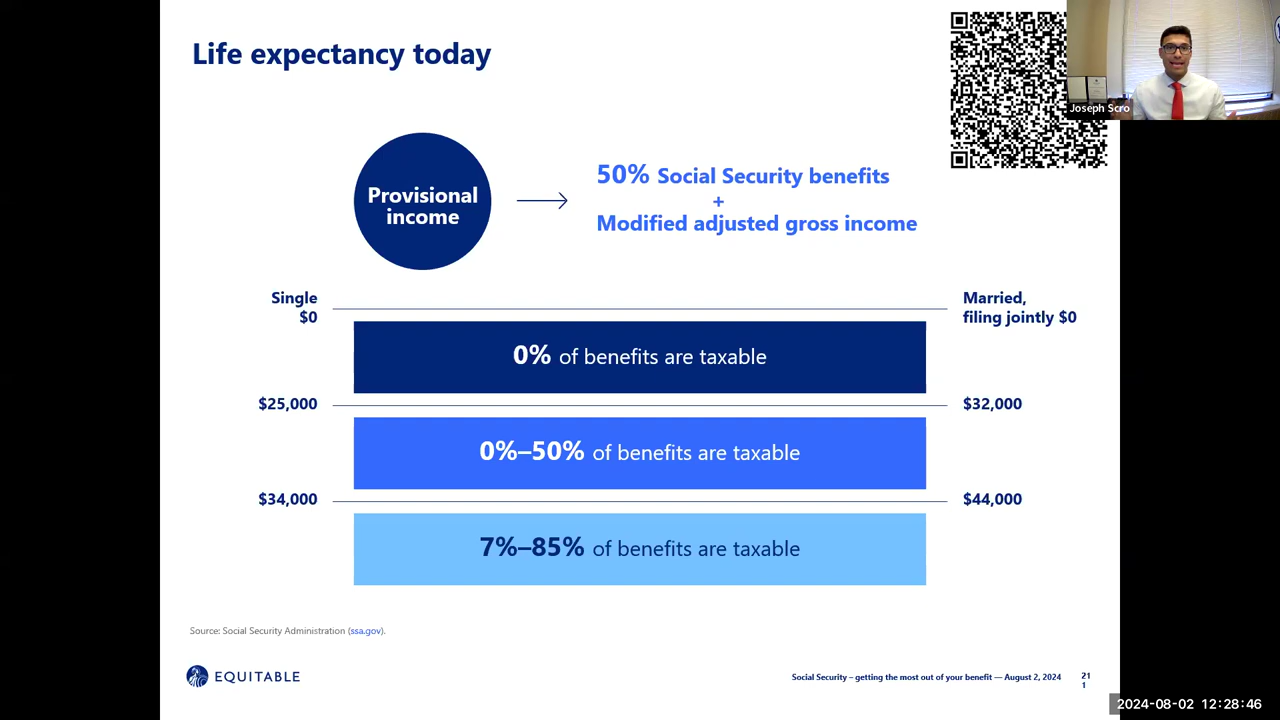 Life expectancy today
Joseph Scro
Provisional
income
50% Social Security benefits
+
Modified adjusted gross income
Single
$0
Married,
filing jointly $0
0% of benefits are taxable
$25,000
$32,000
0%–50% of benefits are taxable
$34,000
$44,000
7%–85% of benefits are taxable
Source: Social Security Administration (ssa.gov).
EQUITABLE
Social Security – getting the most out of your benefit — August 2, 2024
21
1
2024-08-02 12:28:46